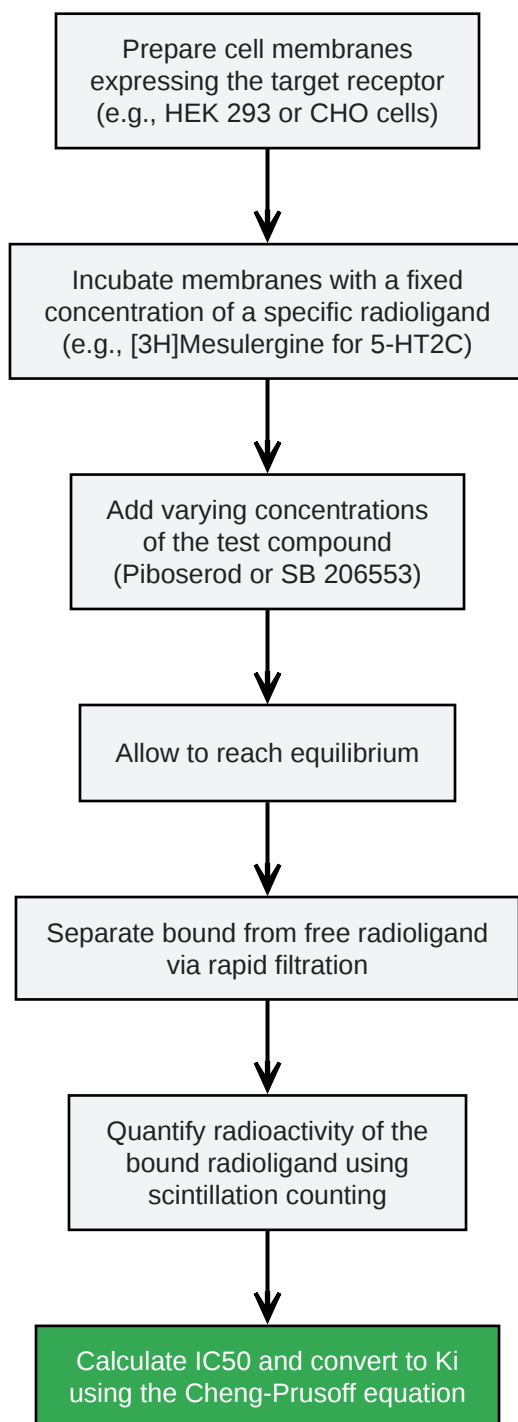 Prepare cell membranes
expressing the target receptor
(e.g., HEK 293 or CHO cells)
Incubate membranes with a fixed
concentration of a specific radioligand
(e.g., [3H]Mesulergine for 5-HT2C)
Add varying concentrations
of the test compound
(Piboserod or SB 206553)
Allow to reach equilibrium
Separate bound from free radioligand
via rapid filtration
Quantify radioactivity of the
bound radioligand using
scintillation counting
Calculate IC50 and convert to Ki
using the Cheng-Prusoff equation